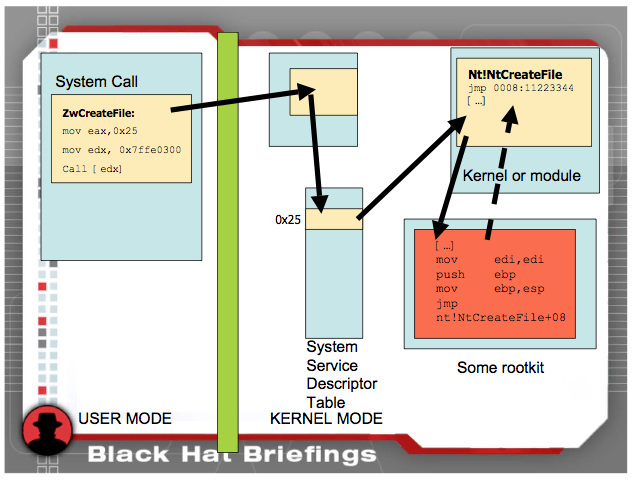 System Call
ZwCreateFile:
mov eax,0x25
mov edx, 0x7ffe0300
Call [ edx]
0x25
System
Service
Descriptor
Table
Nt!NtCreateFile
jmp 0008:11223344
[ …]
Kernel or module
[ …]
mov edi,edi
push ebp
mov ebp,esp
jmp
nt!NtCreateFile+08
Some rootkit
USER MODE
KERNEL MODE
Black Hat Briefings